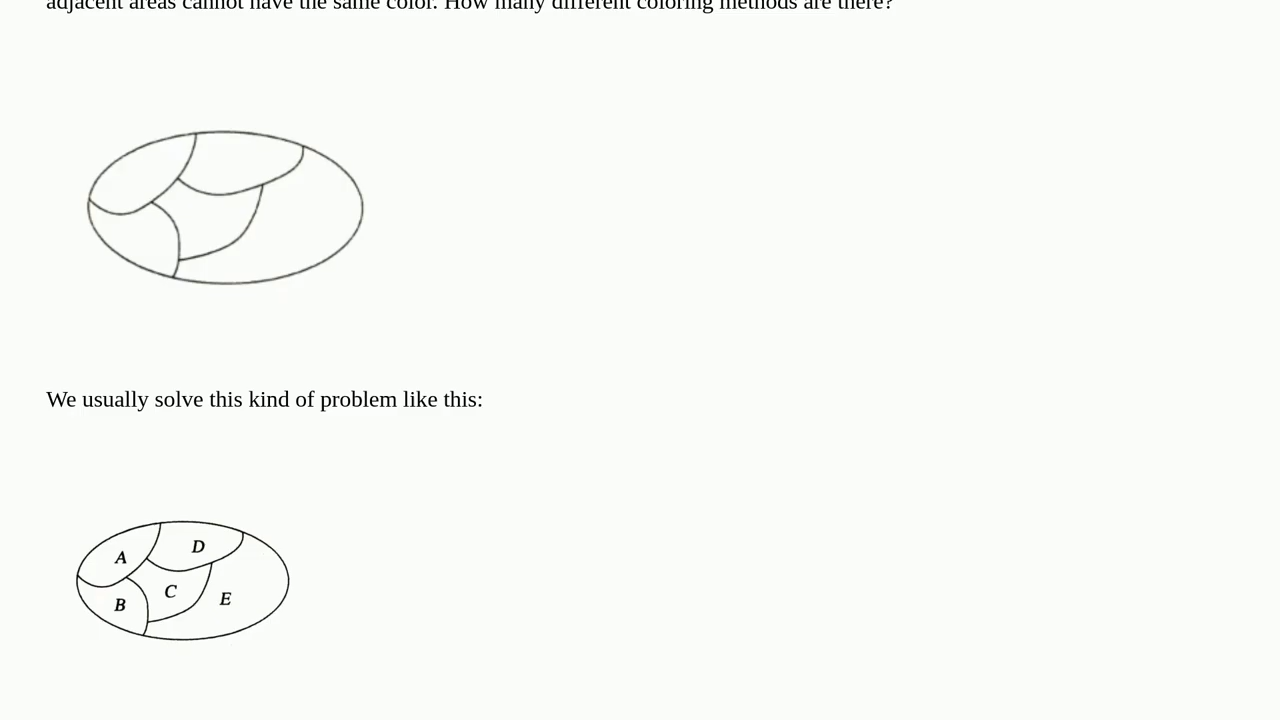 adjacent areas cannot have the same color. How many different coloring methods are there?
We usually solve this kind of problem like this:
A D
B C E